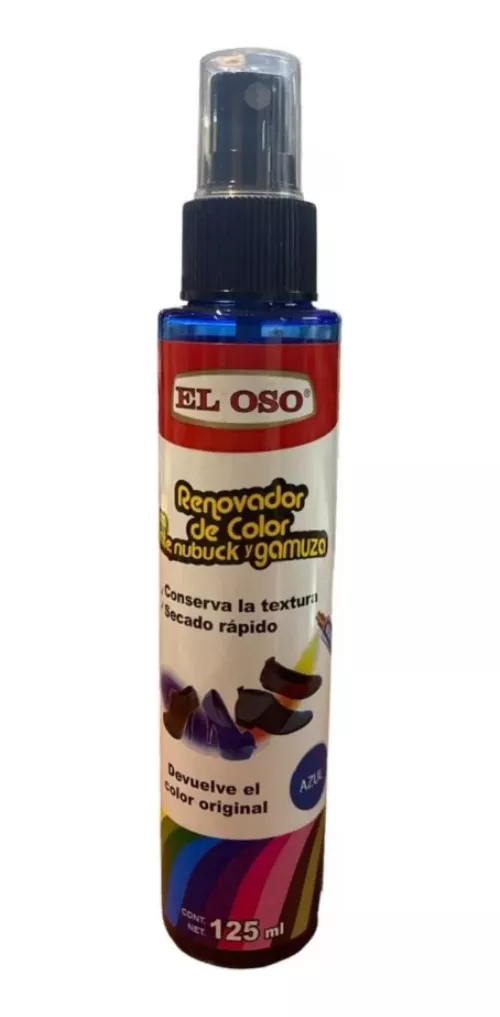 EL OSO®
Renovador
de Color
nubuck y gamuza
Conserva la textura
Secado rápido
Devuelve el
color original
AZUL
CONT.
NET. 125 ml